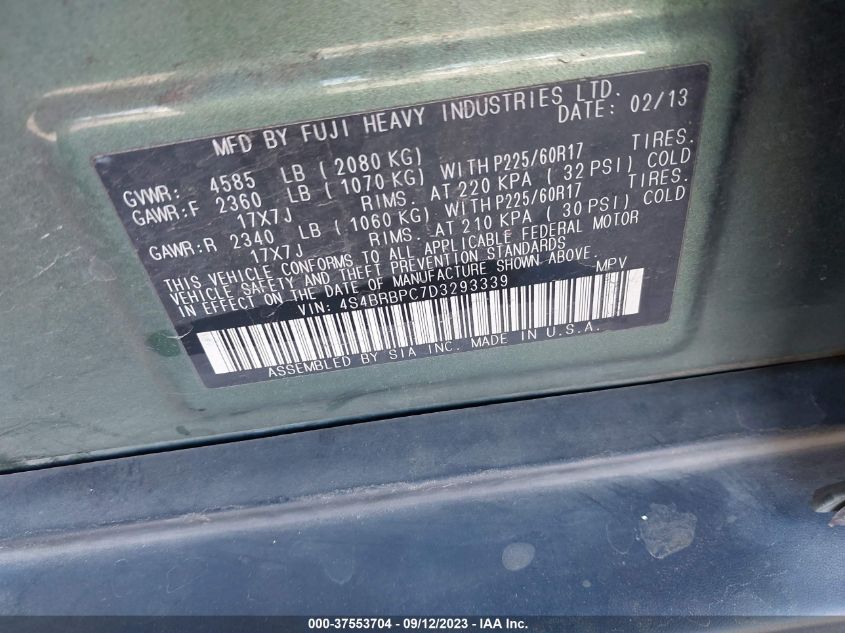 MFD BY FUJI HEAVY INDUSTRIES LTD.
DATE: 02/13
GVWR: 4585 LB (2080 KG)
GAWR:F 2360 LB (1070 KG) WITH P225/60R17 TIRES.
17X7J RIMS. AT 220 KPA (32 PSI) COLD
GAWR:R 2340 LB (1060 KG) WITH P225/60R17 TIRES.
17X7J RIMS. AT 210 KPA (30 PSI) COLD
THIS VEHICLE CONFORMS TO ALL APPLICABLE FEDERAL MOTOR
VEHICLE SAFETY AND THEFT PREVENTION STANDARDS
IN EFFECT ON THE DATE OF MANUFACTURE SHOWN ABOVE.
VIN: 4S4BRBPC7D3293339 MPV
ASSEMBLED BY SIA INC. MADE IN U.S.A.
000-37553704 - 09/12/2023 - IAA Inc.